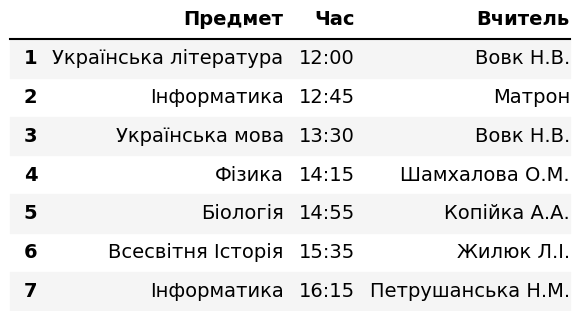 Предмет Час Вчитель
1 Українська література 12:00 Вовк Н.В.
2 Інформатика 12:45 Матрон
3 Українська мова 13:30 Вовк Н.В.
4 Фізика 14:15 Шамхалова О.М.
5 Біологія 14:55 Копійка А.А.
6 Всесвітня Історія 15:35 Жилюк Л.І.
7 Інформатика 16:15 Петрушанська Н.М.